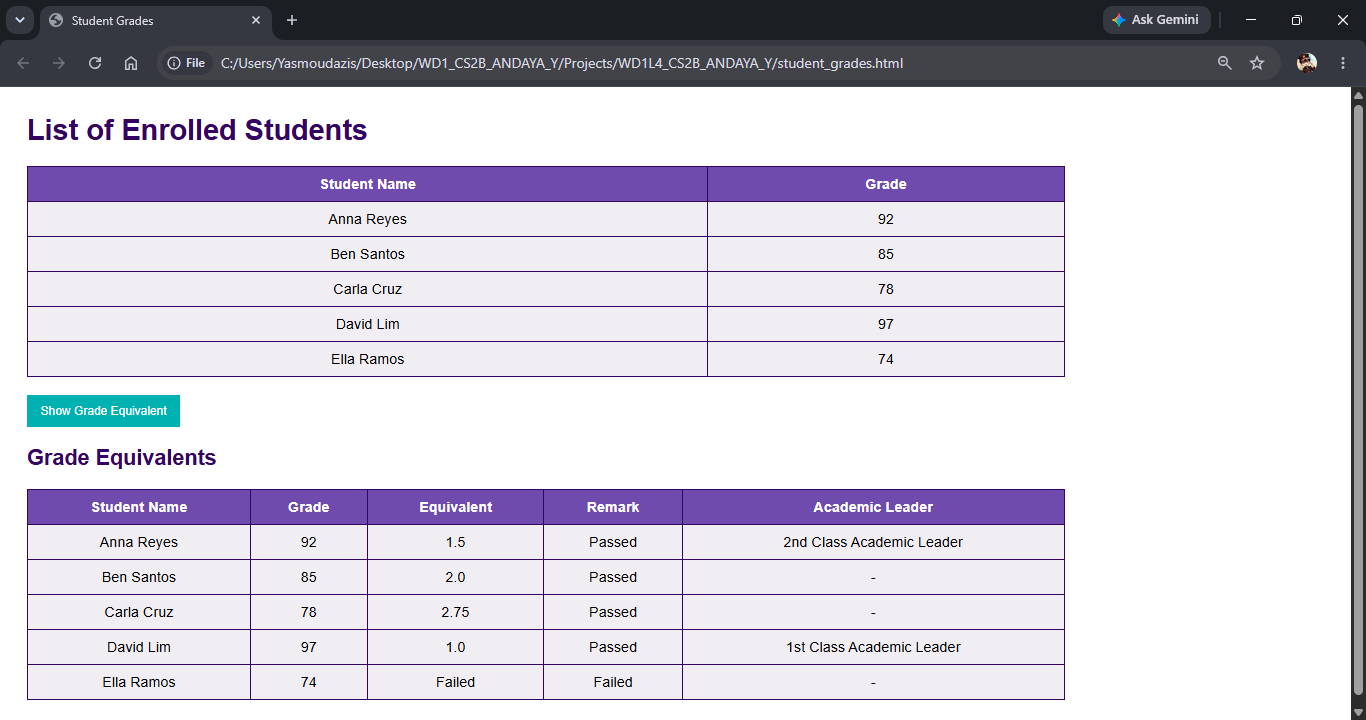 Student Grades
Ask Gemini
File C:/Users/Yasmoudazis/Desktop/WD1_CS2B_ANDAYA_Y/Projects/WD1L4_CS2B_ANDAYA_Y/student_grades.html
List of Enrolled Students
Student Name Grade
Anna Reyes 92
Ben Santos 85
Carla Cruz 78
David Lim 97
Ella Ramos 74
Show Grade Equivalent
Grade Equivalents
Student Name Grade Equivalent Remark Academic Leader
Anna Reyes 92 1.5 Passed 2nd Class Academic Leader
Ben Santos 85 2.0 Passed -
Carla Cruz 78 2.75 Passed -
David Lim 97 1.0 Passed 1st Class Academic Leader
Ella Ramos 74 Failed Failed -